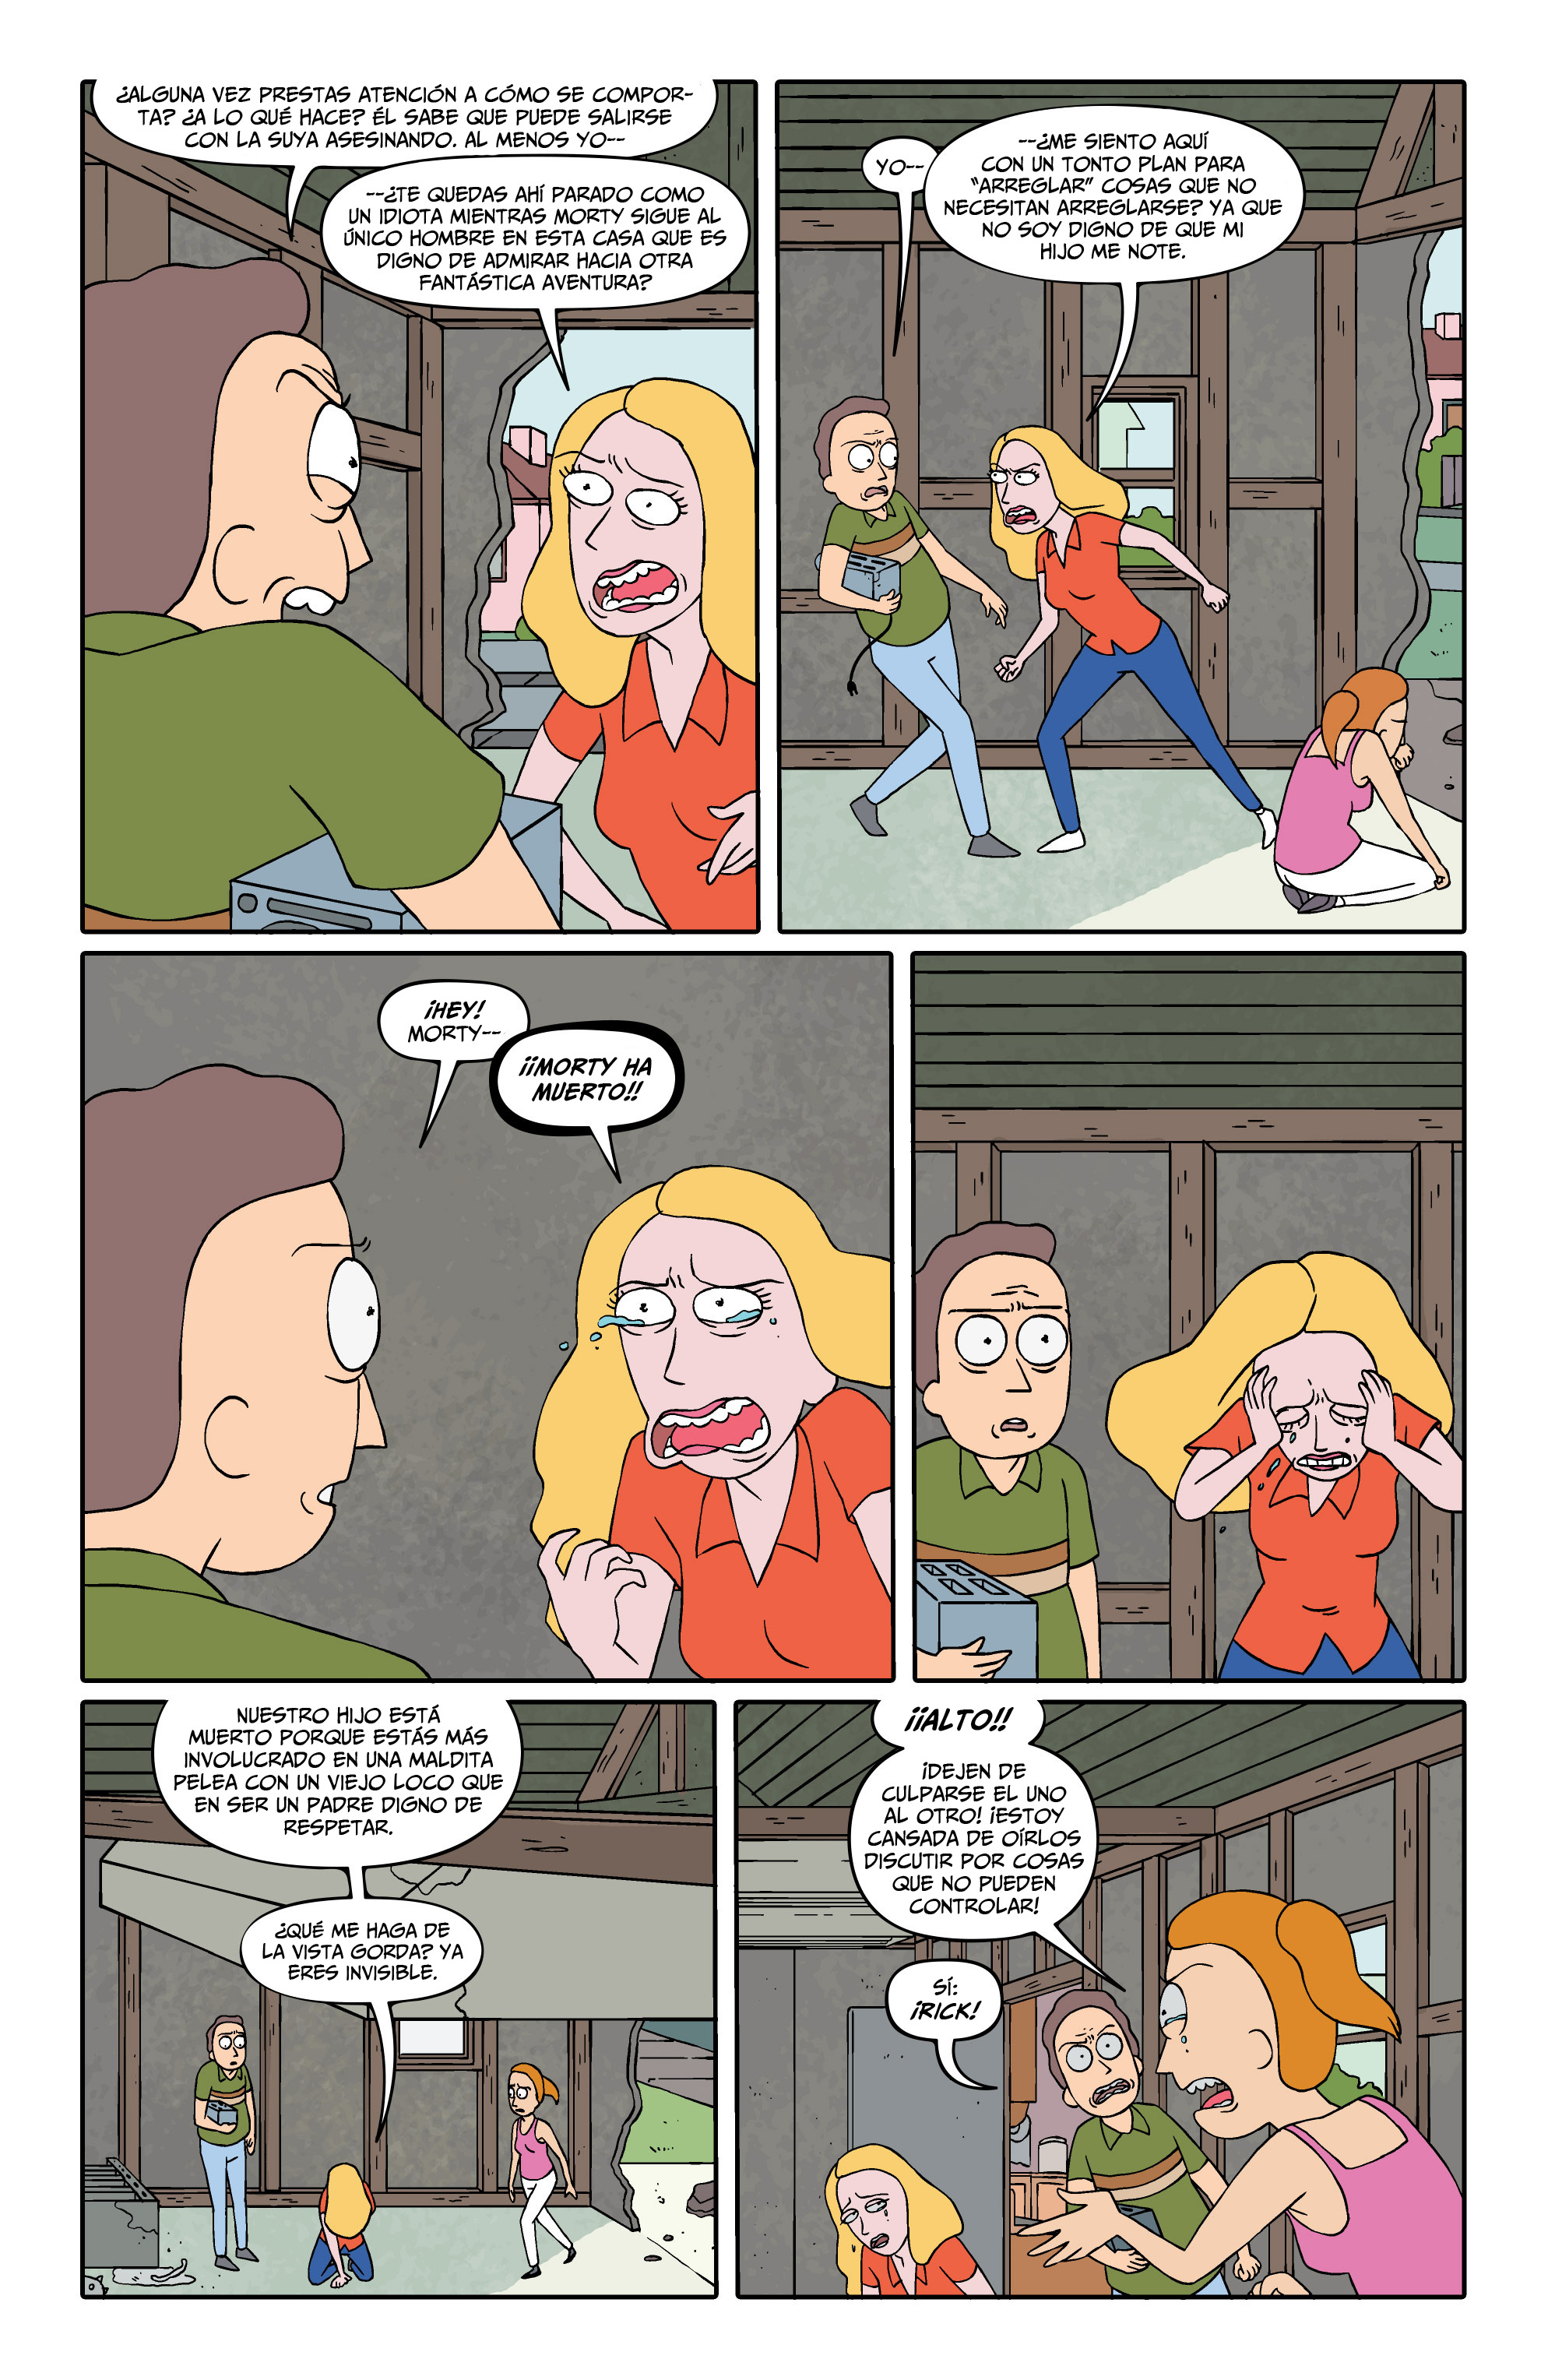 ¿ALGUNA VEZ PRESTAS ATENCIÓN A CÓMO SE COMPOR-
TA? ¿A LO QUÉ HACE? ÉL SABE QUE PUEDE SALIRSE
CON LA SUYA ASESINANDO. AL MENOS YO--
--¿TE QUEDAS AHÍ PARADO COMO
UN IDIOTA MIENTRAS MORTY SIGUE AL
ÚNICO HOMBRE EN ESTA CASA QUE ES
DIGNO DE ADMIRAR HACIA OTRA
FANTÁSTICA AVENTURA?
YO--
--¿ME SIENTO AQUÍ
CON UN TONTO PLAN PARA
"ARREGLAR" COSAS QUE NO
NECESITAN ARREGLARSE? YA QUE
NO SOY DIGNO DE QUE MI
HIJO ME NOTE.
¡HEY!
MORTY--
¡¡MORTY HA
MUERTO!!
NUESTRO HIJO ESTÁ
MUERTO PORQUE ESTÁS MÁS
INVOLUCRADO EN UNA MALDITA
PELEA CON UN VIEJO LOCO QUE
EN SER UN PADRE DIGNO DE
RESPETAR.
¿QUÉ ME HAGA DE
LA VISTA GORDA? YA
ERES INVISIBLE.
¡¡ALTO!!
¡DEJEN DE
CULPARSE EL UNO
AL OTRO! ¡ESTOY
CANSADA DE OÍRLOS
DISCUTIR POR COSAS
QUE NO PUEDEN
CONTROLAR!
SÍ:
¡RICK!